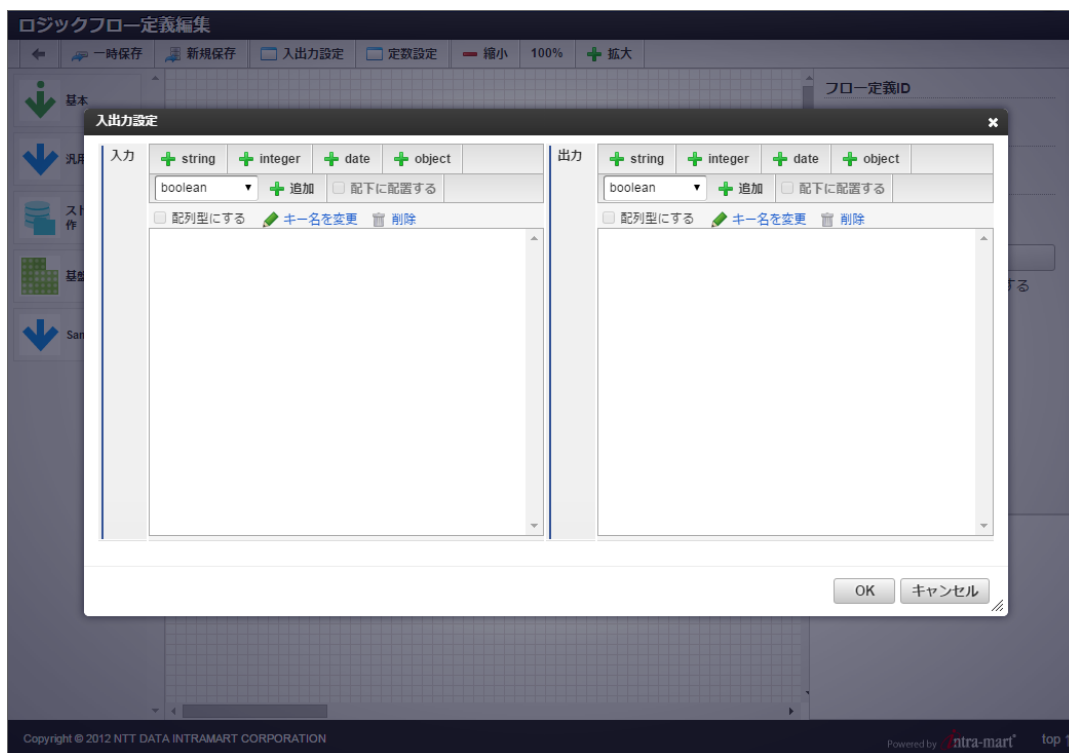 ロジックフロー定義編集
一時保存 新規保存 入出力設定 定数設定 縮小 100% 拡大
基本
フロー定義ID
入出力設定
入力 string integer date object
boolean 追加 配下に配置する
配列型にする キー名を変更 削除
出力 string integer date object
boolean 追加 配下に配置する
配列型にする キー名を変更 削除
汎用
作
基盤
San
する
OK キャンセル
Copyright © 2012 NTT DATA INTRAMART CORPORATION
Powered by intra-mart
top